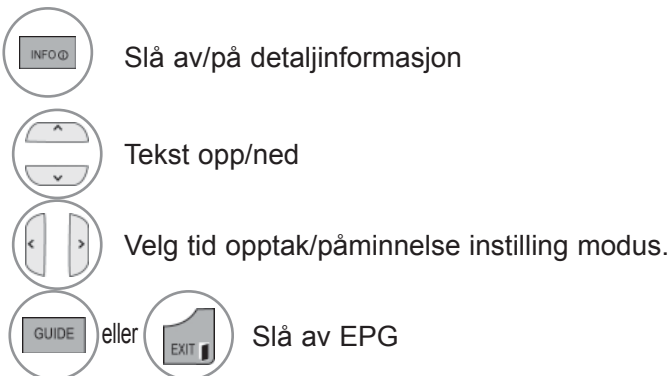 INFO ⓘ Slå av/på detaljinformasjon
Tekst opp/ned
Velg tid opptak/påminnelse instilling modus.
GUIDE eller EXIT Slå av EPG